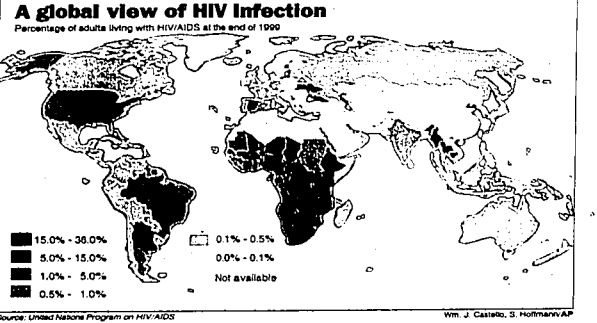 A global view of HIV Infection
Percentage of adults living with HIV/AIDS at the end of 1999
15.0% - 36.0%
5.0% - 15.0%
1.0% - 5.0%
0.5% - 1.0%
0.1% - 0.5%
0.0% - 0.1%
Not available
Source: United Nations Program on HIV/AIDS
Wm. J. Castello, S. Hoffmann/AP